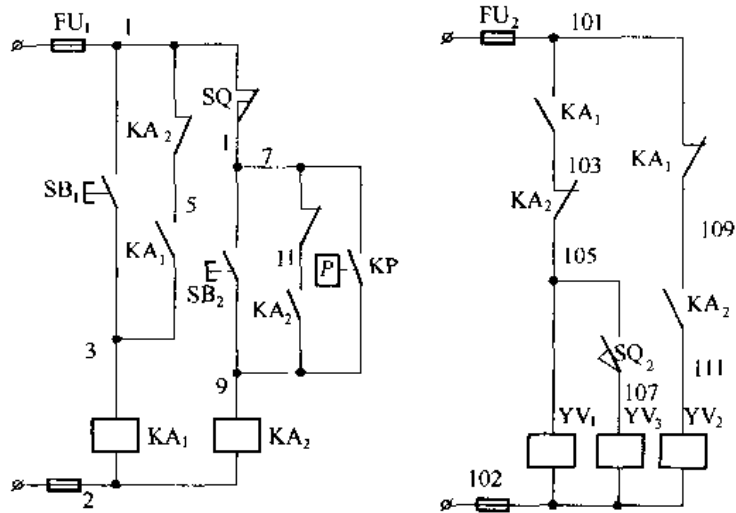 FU₁
1
SQ
KA₂
1
7
SB₁
5
KA₁
11
P
KP
SB₂
KA₂
3
9
KA₁
KA₂
2
FU₂
101
KA₁
103
KA₁
KA₂
109
105
KA₂
SQ₂
111
107
YV₁
YV₃
YV₂
102